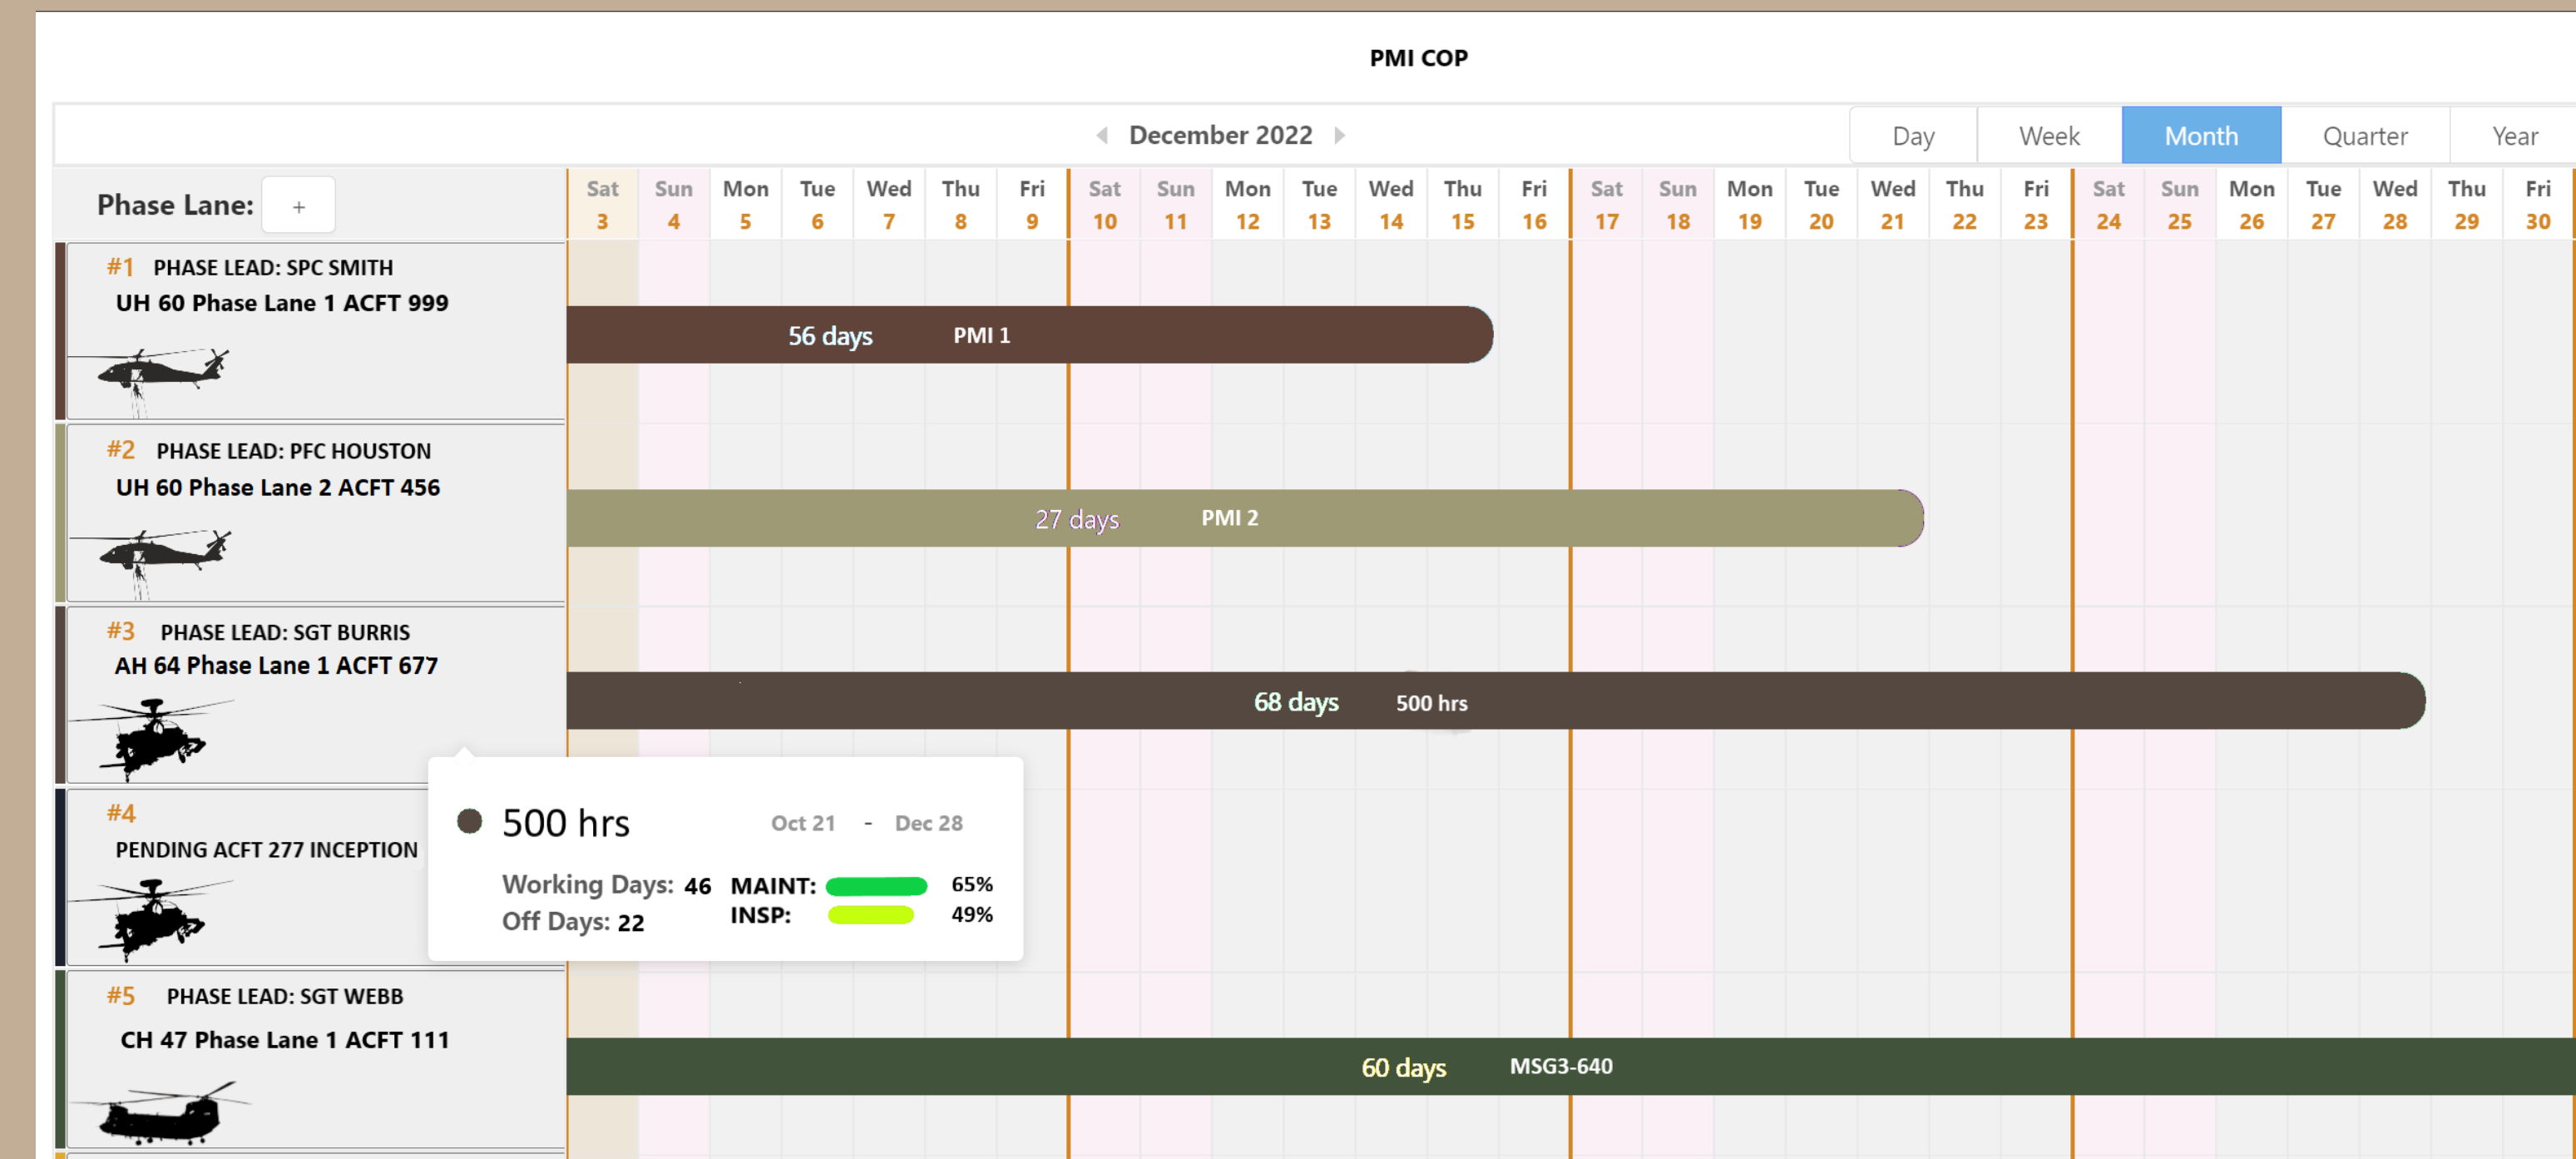 PMI COP
December 2022
Day Week Month Quarter Year
Phase Lane: +
Sat Sun Mon Tue Wed Thu Fri Sat Sun Mon Tue Wed Thu Fri Sat Sun Mon Tue Wed Thu Fri Sat Sun Mon Tue Wed Thu Fri
3 4 5 6 7 8 9 10 11 12 13 14 15 16 17 18 19 20 21 22 23 24 25 26 27 28 29 30
#1 PHASE LEAD: SPC SMITH
UH 60 Phase Lane 1 ACFT 999
56 days PMI 1
#2 PHASE LEAD: PFC HOUSTON
UH 60 Phase Lane 2 ACFT 456
27 days PMI 2
#3 PHASE LEAD: SGT BURRIS
AH 64 Phase Lane 1 ACFT 677
68 days 500 hrs
#4
PENDING ACFT 277 INCEPTION
500 hrs Oct 21 - Dec 28
Working Days: 46 MAINT: 65%
Off Days: 22 INSP: 49%
#5 PHASE LEAD: SGT WEBB
CH 47 Phase Lane 1 ACFT 111
60 days MSG3-640